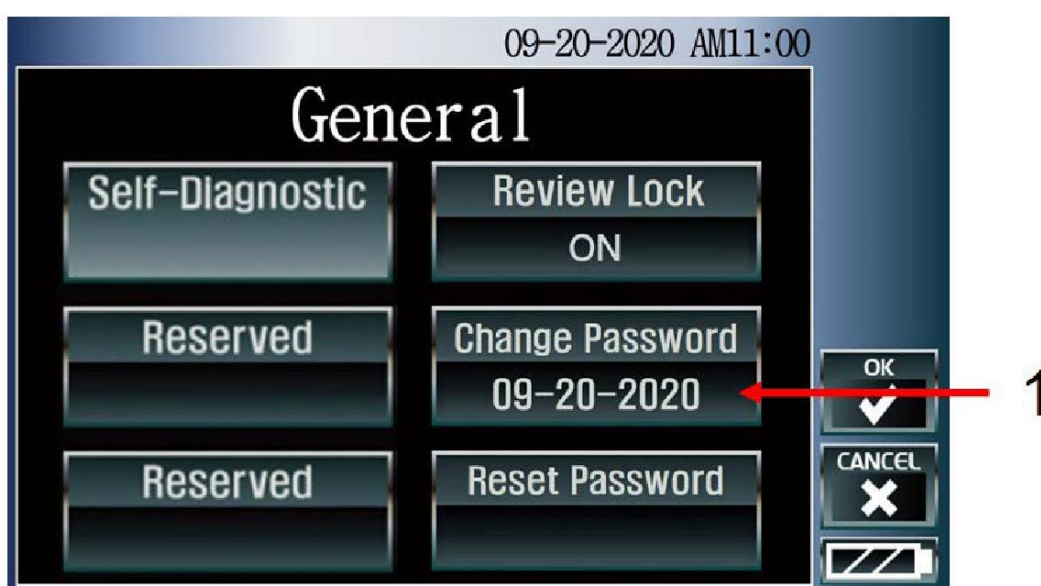 09-20-2020 AM11:00
General
Self-Diagnostic
Review Lock
ON
Reserved
Change Password
09-20-2020
Reserved
Reset Password
OK
CANCEL
1